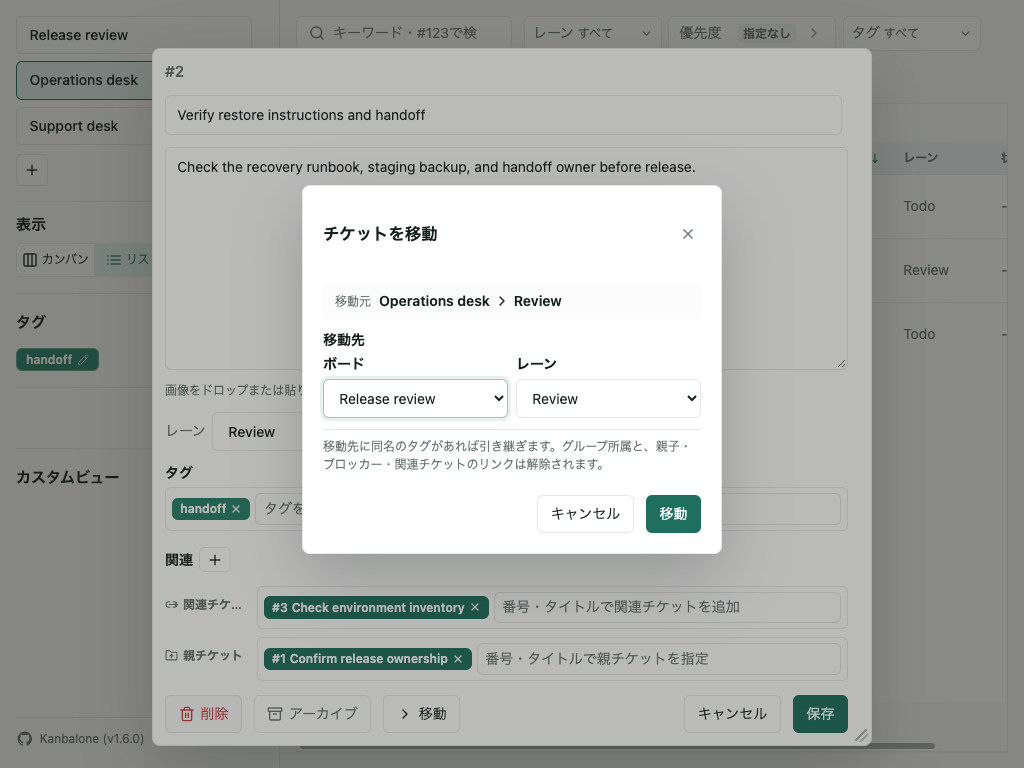 Release review
Operations desk
Support desk
表示
カンバン
リス
タグ
handoff
カスタムビュー
Kanbalone (v1.6.0)
キーワード・#123で検
レーン すべて
優先度 指定なし
タグ すべて
レーン
Todo
Review
Todo
#2
Verify restore instructions and handoff
Check the recovery runbook, staging backup, and handoff owner before release.
画像をドロップまたは貼り
レーン Review
タグ
handoff ×
タグを
関連 +
関連チケ...
#3 Check environment inventory ×
番号・タイトルで関連チケットを追加
親チケット
#1 Confirm release ownership ×
番号・タイトルで親チケットを指定
削除
アーカイブ
移動
キャンセル
保存
チケットを移動
移動元 Operations desk > Review
移動先
ボード
レーン
Release review
Review
移動先に同名のタグがあれば引き継ぎます。グループ所属と、親子・
ブロッカー・関連チケットのリンクは解除されます。
キャンセル
移動